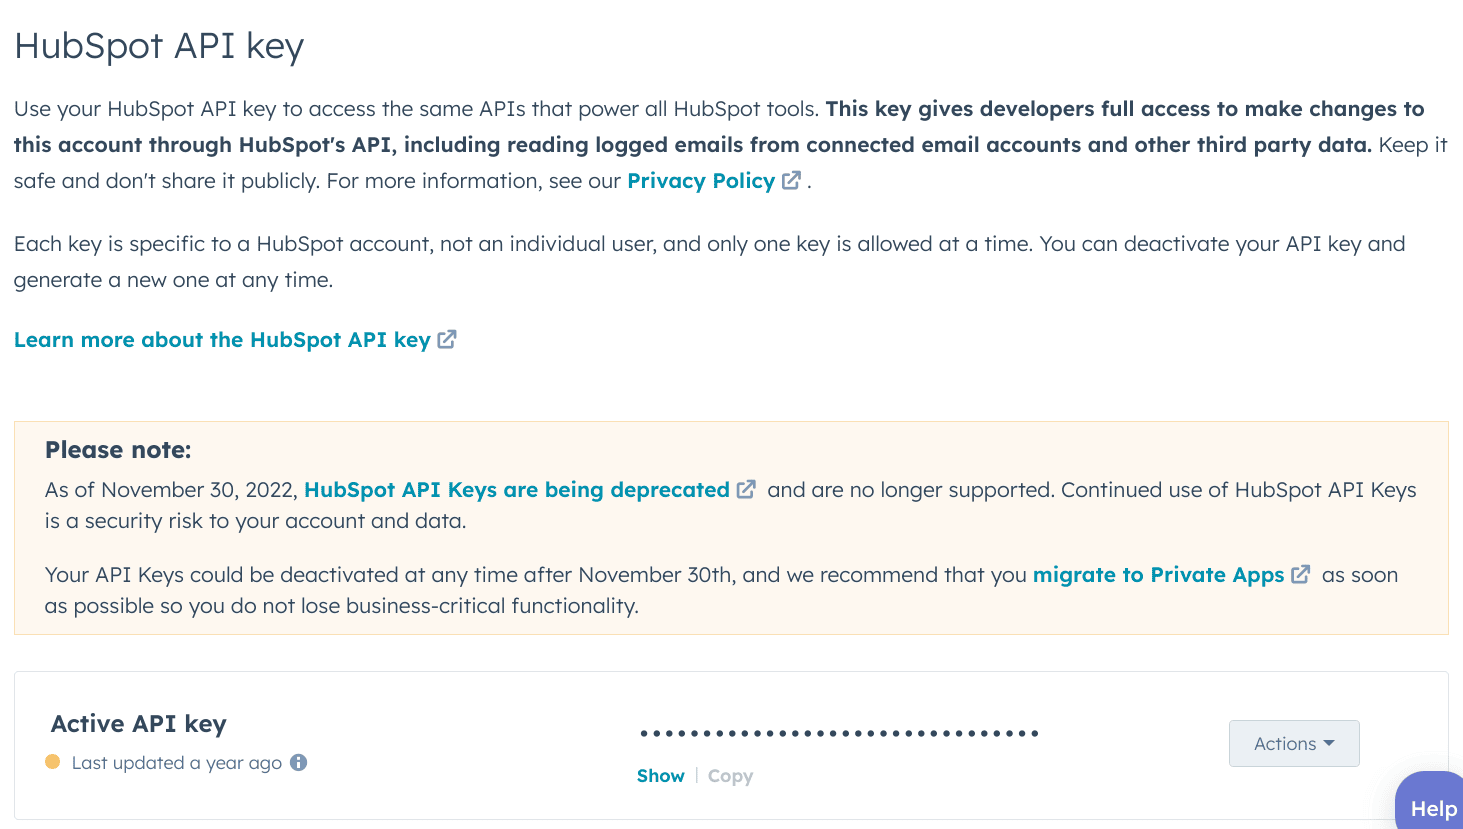 HubSpot API key
Use your HubSpot API key to access the same APIs that power all HubSpot tools. This key gives developers full access to make changes to
this account through HubSpot's API, including reading logged emails from connected email accounts and other third party data. Keep it
safe and don't share it publicly. For more information, see our Privacy Policy .
Each key is specific to a HubSpot account, not an individual user, and only one key is allowed at a time. You can deactivate your API key and
generate a new one at any time.
Learn more about the HubSpot API key
Please note:
As of November 30, 2022, HubSpot API Keys are being deprecated and are no longer supported. Continued use of HubSpot API Keys
is a security risk to your account and data.
Your API Keys could be deactivated at any time after November 30th, and we recommend that you migrate to Private Apps as soon
as possible so you do not lose business-critical functionality.
Active API key
Last updated a year ago
••••••••••••••••••••••••••••••••
Show | Copy
Actions
Help